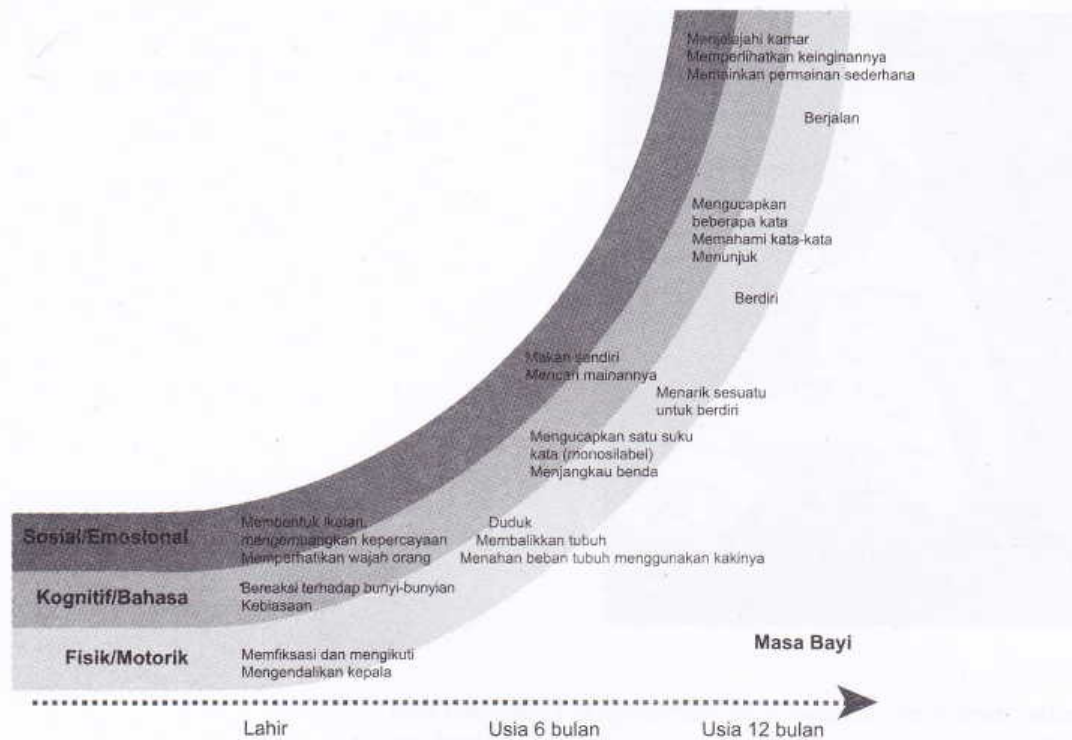 Menjelajahi kamar
Memperlihatkan keinginannya
Memainkan permainan sederhana
Berjalan
Mengucapkan
beberapa kata
Memahami kata-kata
Menunjuk
Berdiri
Makan sendiri
Mencari mainannya
Menarik sesuatu
untuk berdiri
Mengucapkan satu suku
kata (monosilabel)
Menjangkau benda
Sosial/Emosional
Membentuk ikatan,
mengembangkan kepercayaan
Memperhatikan wajah orang
Duduk
Membalikkan tubuh
Menahan beban tubuh menggunakan kakinya
Kognitif/Bahasa
Bereaksi terhadap bunyi-bunyian
Kebiasaan
Fisik/Motorik
Memfiksasi dan mengikuti
Mengendalikan kepala
Masa Bayi
Lahir
Usia 6 bulan
Usia 12 bulan